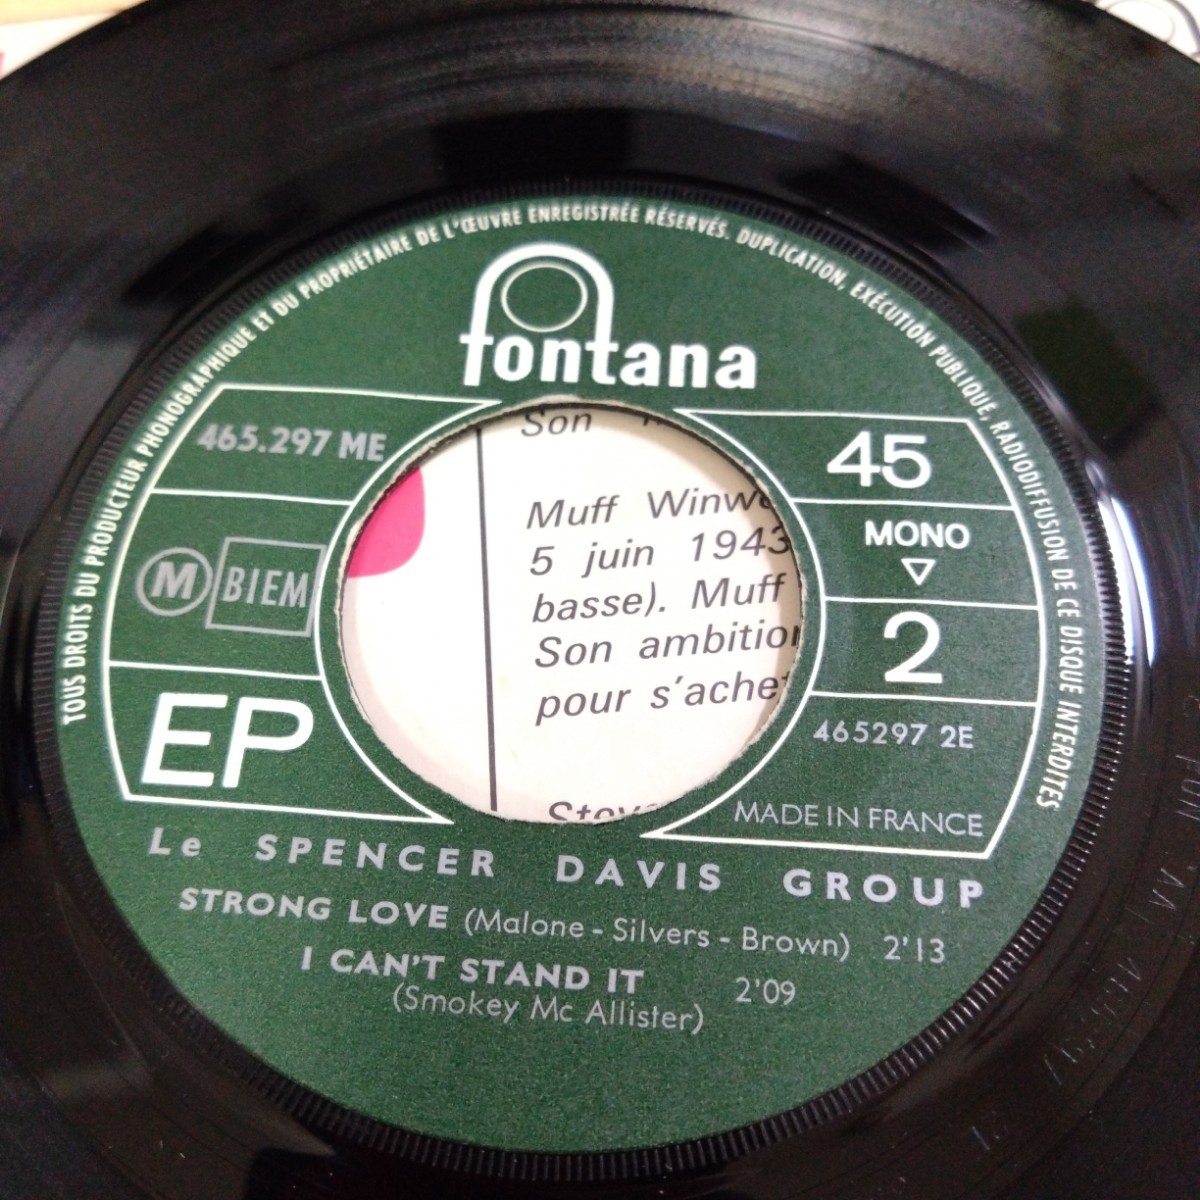 TOUS DROITS DU PRODUCTEUR PHONOGRAPHIQUE ET DU PROPRIÉTAIRE DE L'ŒUVRE ENREGISTRÉE RÉSERVÉS. DUPLICATION, EXÉCUTION PUBLIQUE, RADIODIFFUSION DE CE DISQUE INTERDITES
fontana
465.297 ME
M BIEM
EP
Son
Muff
5 juin 1943
basse). Muff
Son
pour
45
MONO
2
465297 2E
MADE IN FRANCE
Le SPENCER DAVIS GROUP
STRONG LOVE (Malone - Silvers - Brown) 2'13
I CAN'T STAND IT 2'09
(Smokey Mc Allister)